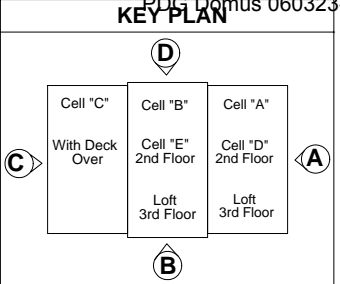 PDG Domus 060323
KEY PLAN
D
Cell "C"
Cell "B"
Cell "A"
With Deck
Over
Cell "E"
2nd Floor
Cell "D"
2nd Floor
C
A
Loft
3rd Floor
Loft
3rd Floor
B